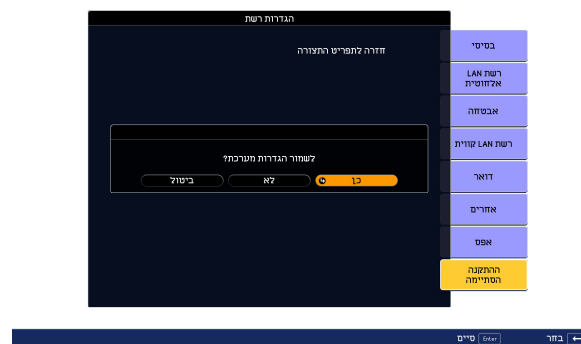 הגדרות רשת
חזרה לתפריט התצורה
בסיסי
רשת LAN
אלחוטית
אבטחה
רשת LAN קווית
דואר
אחרים
אפס
ההתקנה
הסתיימה
לשמור הגדרות מערכת?
כן
לא
ביטול
בחר
Enter סיים